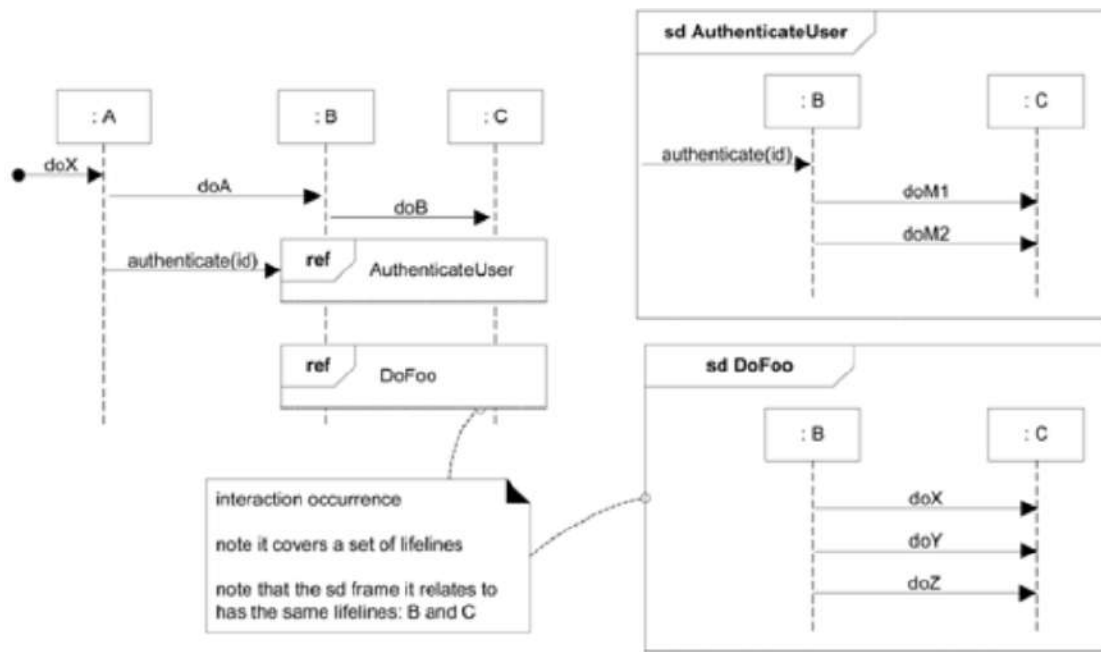 : A
: B
: C
doX
doA
doB
authenticate(id)
ref
AuthenticateUser
ref
DoFoo
interaction occurrence
note it covers a set of lifelines
note that the sd frame it relates to
has the same lifelines: B and C
sd AuthenticateUser
: B
: C
authenticate(id)
doM1
doM2
sd DoFoo
: B
: C
doX
doY
doZ